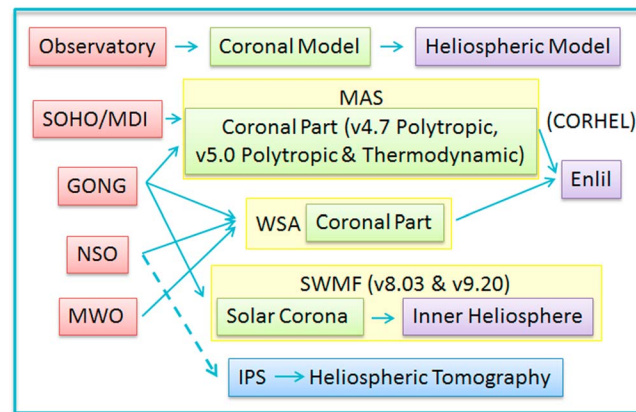 Observatory
Coronal Model
Heliospheric Model
MAS
SOHO/MDI
Coronal Part (v4.7 Polytropic,
v5.0 Polytropic & Thermodynamic)
(CORHEL)
GONG
Enlil
WSA
Coronal Part
NSO
SWMF (v8.03 & v9.20)
MWO
Solar Corona
Inner Heliosphere
IPS
Heliospheric Tomography